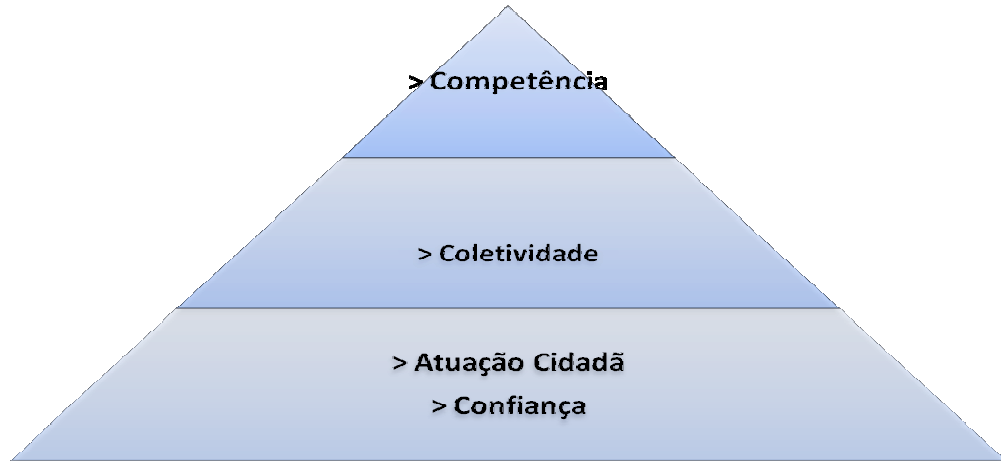 > Competência
> Coletividade
> Atuação Cidadã
> Confiança